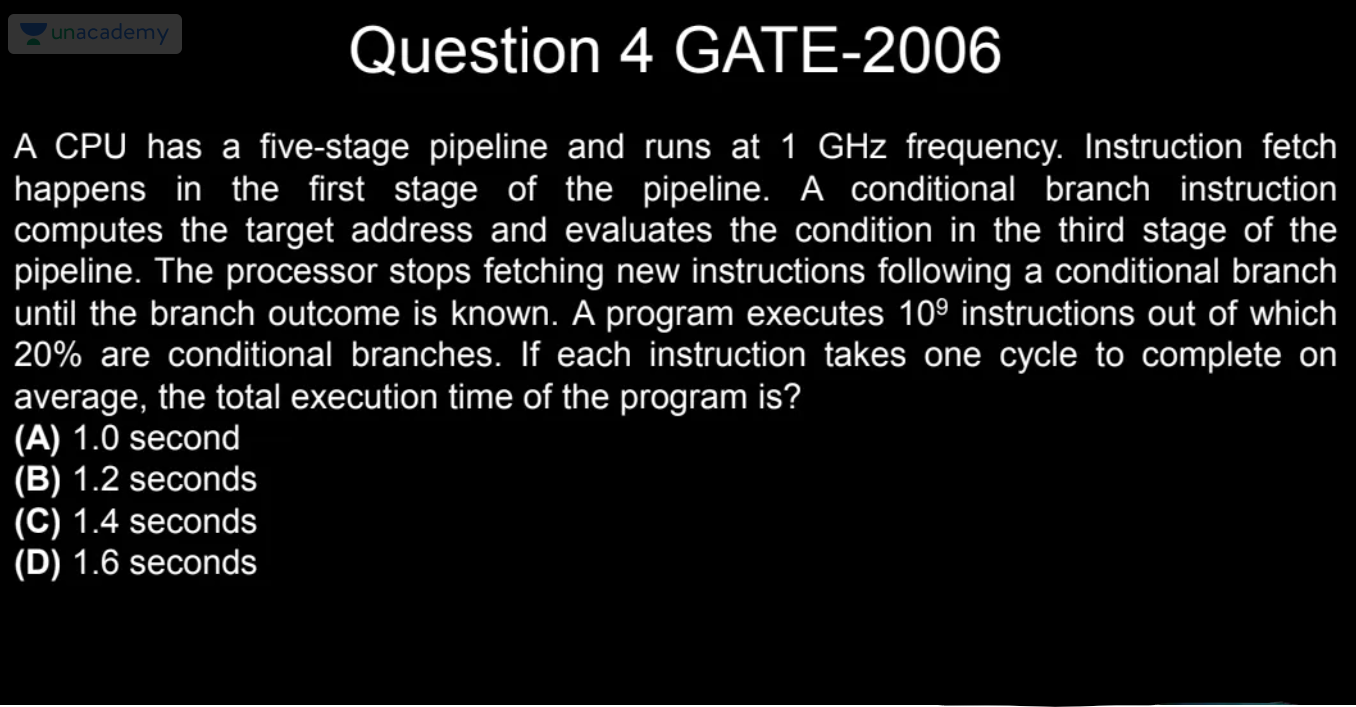 unacademy
Question 4 GATE-2006
A CPU has a five-stage pipeline and runs at 1 GHz frequency. Instruction fetch
happens in the first stage of the pipeline. A conditional branch instruction
computes the target address and evaluates the condition in the third stage of the
pipeline. The processor stops fetching new instructions following a conditional branch
until the branch outcome is known. A program executes 10⁹ instructions out of which
20% are conditional branches. If each instruction takes one cycle to complete on
average, the total execution time of the program is?
(A) 1.0 second
(B) 1.2 seconds
(C) 1.4 seconds
(D) 1.6 seconds